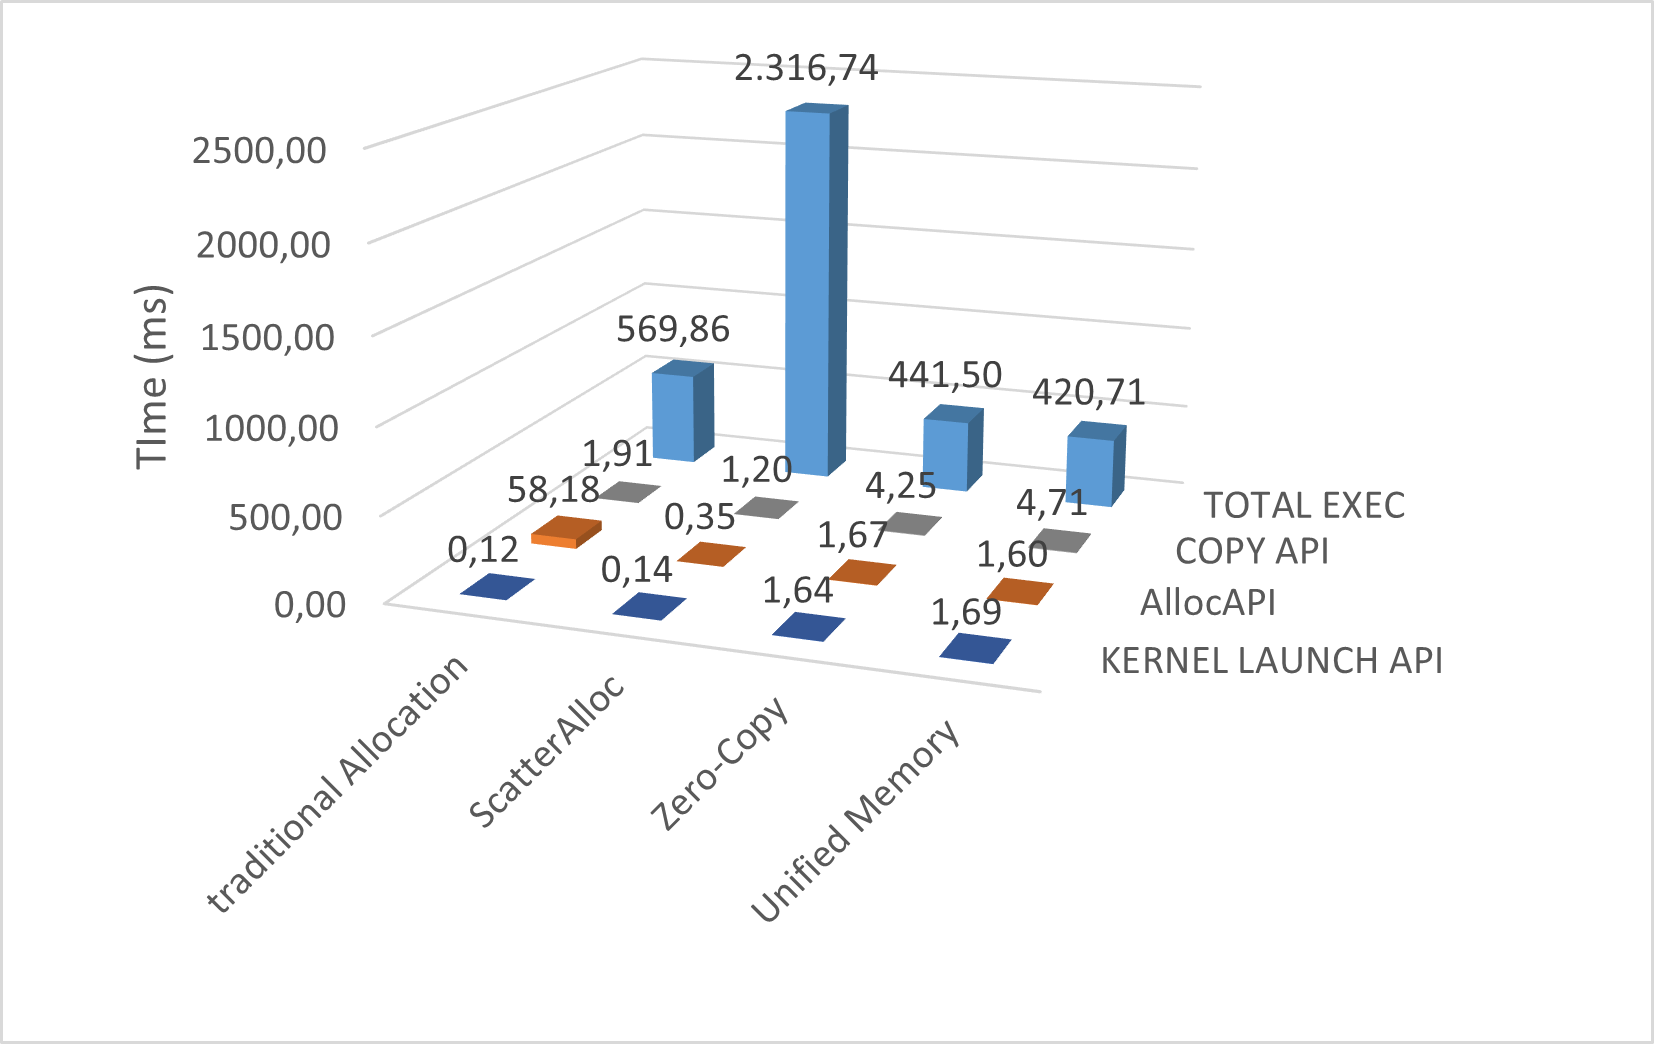 2.316,74
2500,00
2000,00
1500,00
1000,00
500,00
0,00
TIme (ms)
569,86
441,50
420,71
1,91
1,20
4,25
4,71
58,18
0,35
1,67
1,60
0,12
0,14
1,64
1,69
TOTAL EXEC
COPY API
AllocAPI
KERNEL LAUNCH API
traditional Allocation
ScatterAlloc
Zero-Copy
Unified Memory